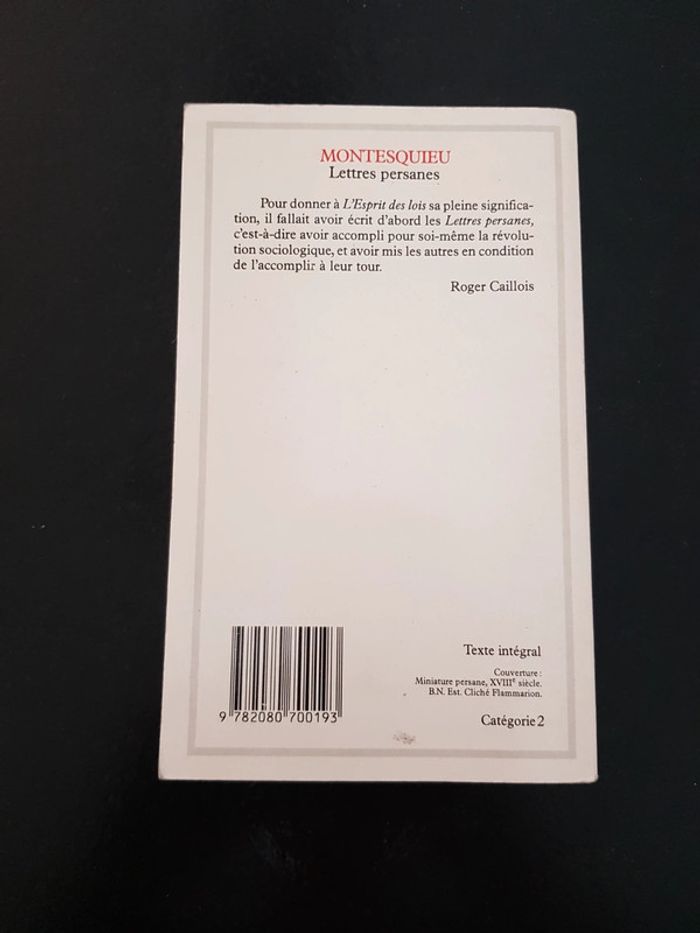 MONTESQUIEU
Lettres persanes
Pour donner à L'Esprit des lois sa pleine significa-
tion, il fallait avoir écrit d'abord les Lettres persanes,
c'est-à-dire avoir accompli pour soi-même la révolu-
tion sociologique, et avoir mis les autres en condition
de l'accomplir à leur tour.
Roger Caillois
Texte intégral
Couverture :
Miniature persane, XVIIIe siècle.
B.N. Est. Cliché Flammarion.
9 782080 700193
Catégorie 2